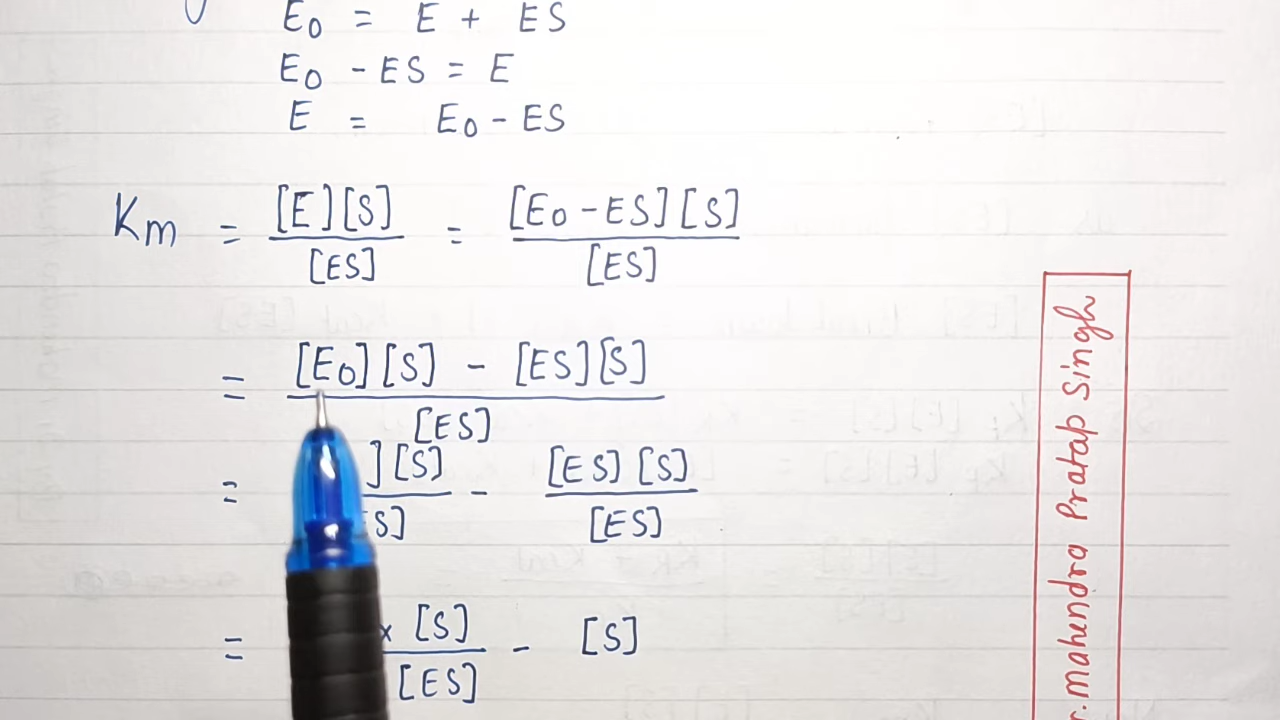 E₀ = E + ES
E₀ - ES = E
E = E₀ - ES
Km = [E][S] / [ES] = [E₀ - ES][S] / [ES]
= [E₀][S] - [ES][S] / [ES]
= ][S] / S] - [ES][S] / [ES]
= × [S] / [ES] - [S]
r. Mahendra Pratap Singh